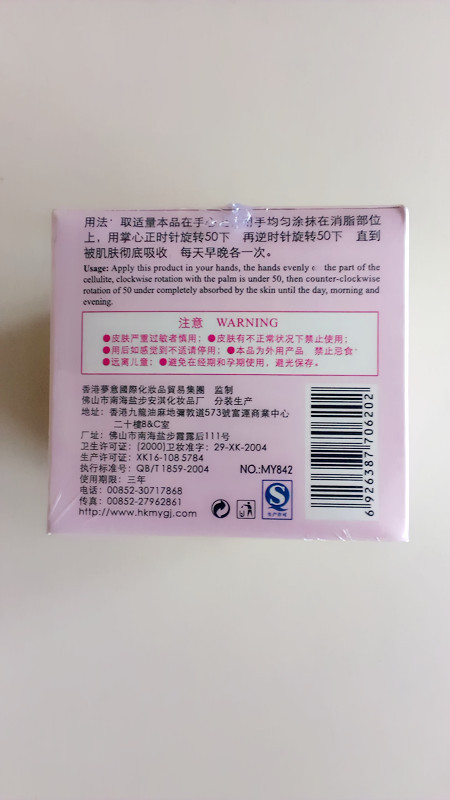 用法：取适量本品在手心 用手均匀涂抹在消脂部位
上，用掌心正时针旋转50下 再逆时针旋转50下 直到
被肌肤彻底吸收 每天早晚各一次。
Usage: Apply this product in your hands, the hands evenly the part of the
cellulite, clockwise rotation with the palm is under 50, then counter-clockwise
rotation of 50 under completely absorbed by the skin until the day, morning and
evening.
注意 WARNING
●皮肤严重过敏者慎用；●皮肤有不正常状况下禁止使用；
●用后如感觉到不适请停用；●本品为外用产品 禁止忌食
●远离儿童；●避免在经期和孕期使用，避光保存。
香港夢意國際化妝品貿易集團 监制
佛山市南海盐步安淇化妆品厂 分装生产
地址：香港九龍油麻地彌敦道573號富運商業中心
二十樓B&C室
厂址：佛山市南海盐步霞露后111号
卫生许可证：(2000)卫妆准字：29-XK-2004
生产许可证：XK16-108 5784
执行标准号：QB/T 1859-2004 NO.:MY842
使用期限：三年
电话：00852-30717868
传真：00852-27962861
http://www.hkmygj.com
生产许可
6 926387 706202